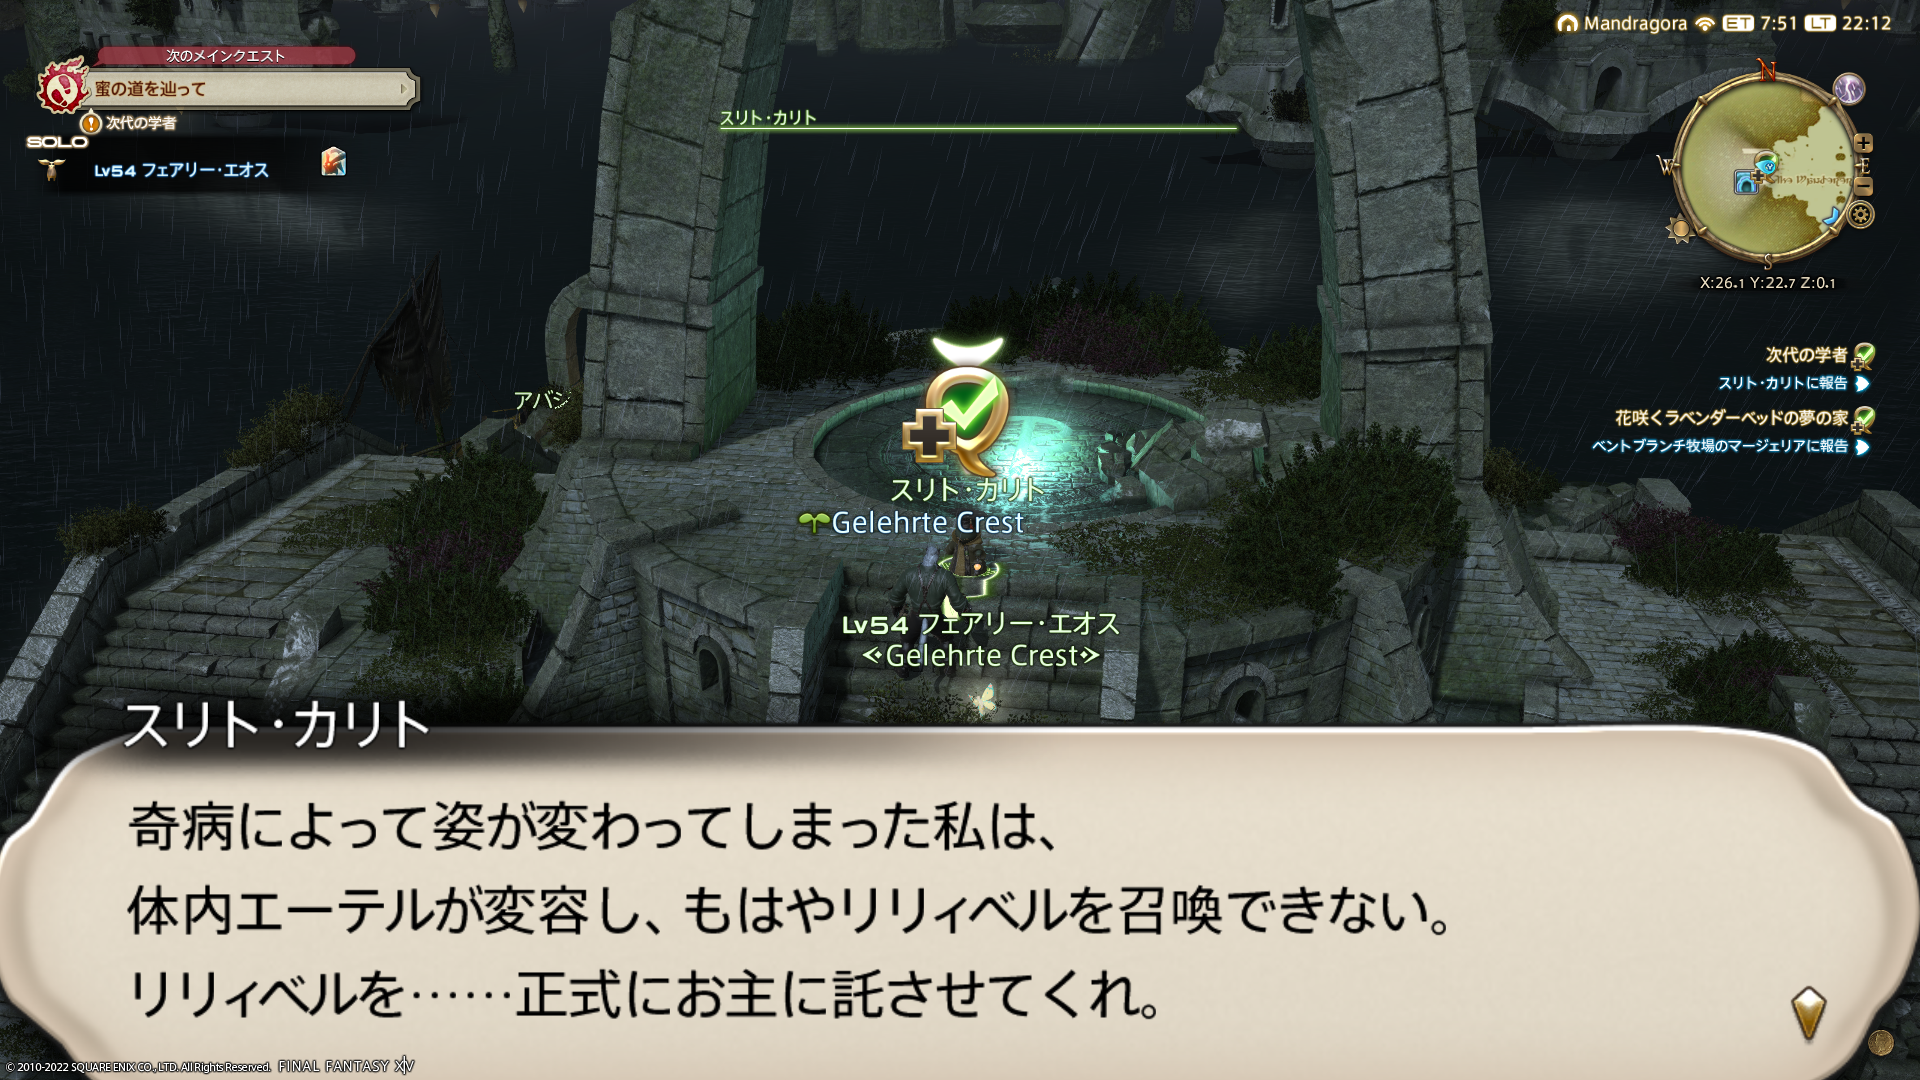 次のメインクエスト
蜜の道を辿って
次代の学者
SOLO
Lv54 フェアリー・エオス
スリト・カリト
Mandragora ET 7:51 LT 22:12
N
W
E
S
X:26.1 Y:22.7 Z:0.1
次代の学者
スリト・カリトに報告
花咲くラベンダーベッドの夢の家
ベントブランチ牧場のマージェリアに報告
アバシ
スリト・カリト
Gelehrte Crest
Lv54 フェアリー・エオス
«Gelehrte Crest»
スリト・カリト
奇病によって姿が変わってしまった私は、
体内エーテルが変容し、もはやリリィベルを召喚できない。
リリィベルを……正式にお主に託させてくれ。
© 2010-2022 SQUARE ENIX CO., LTD. All Rights Reserved. FINAL FANTASY XIV